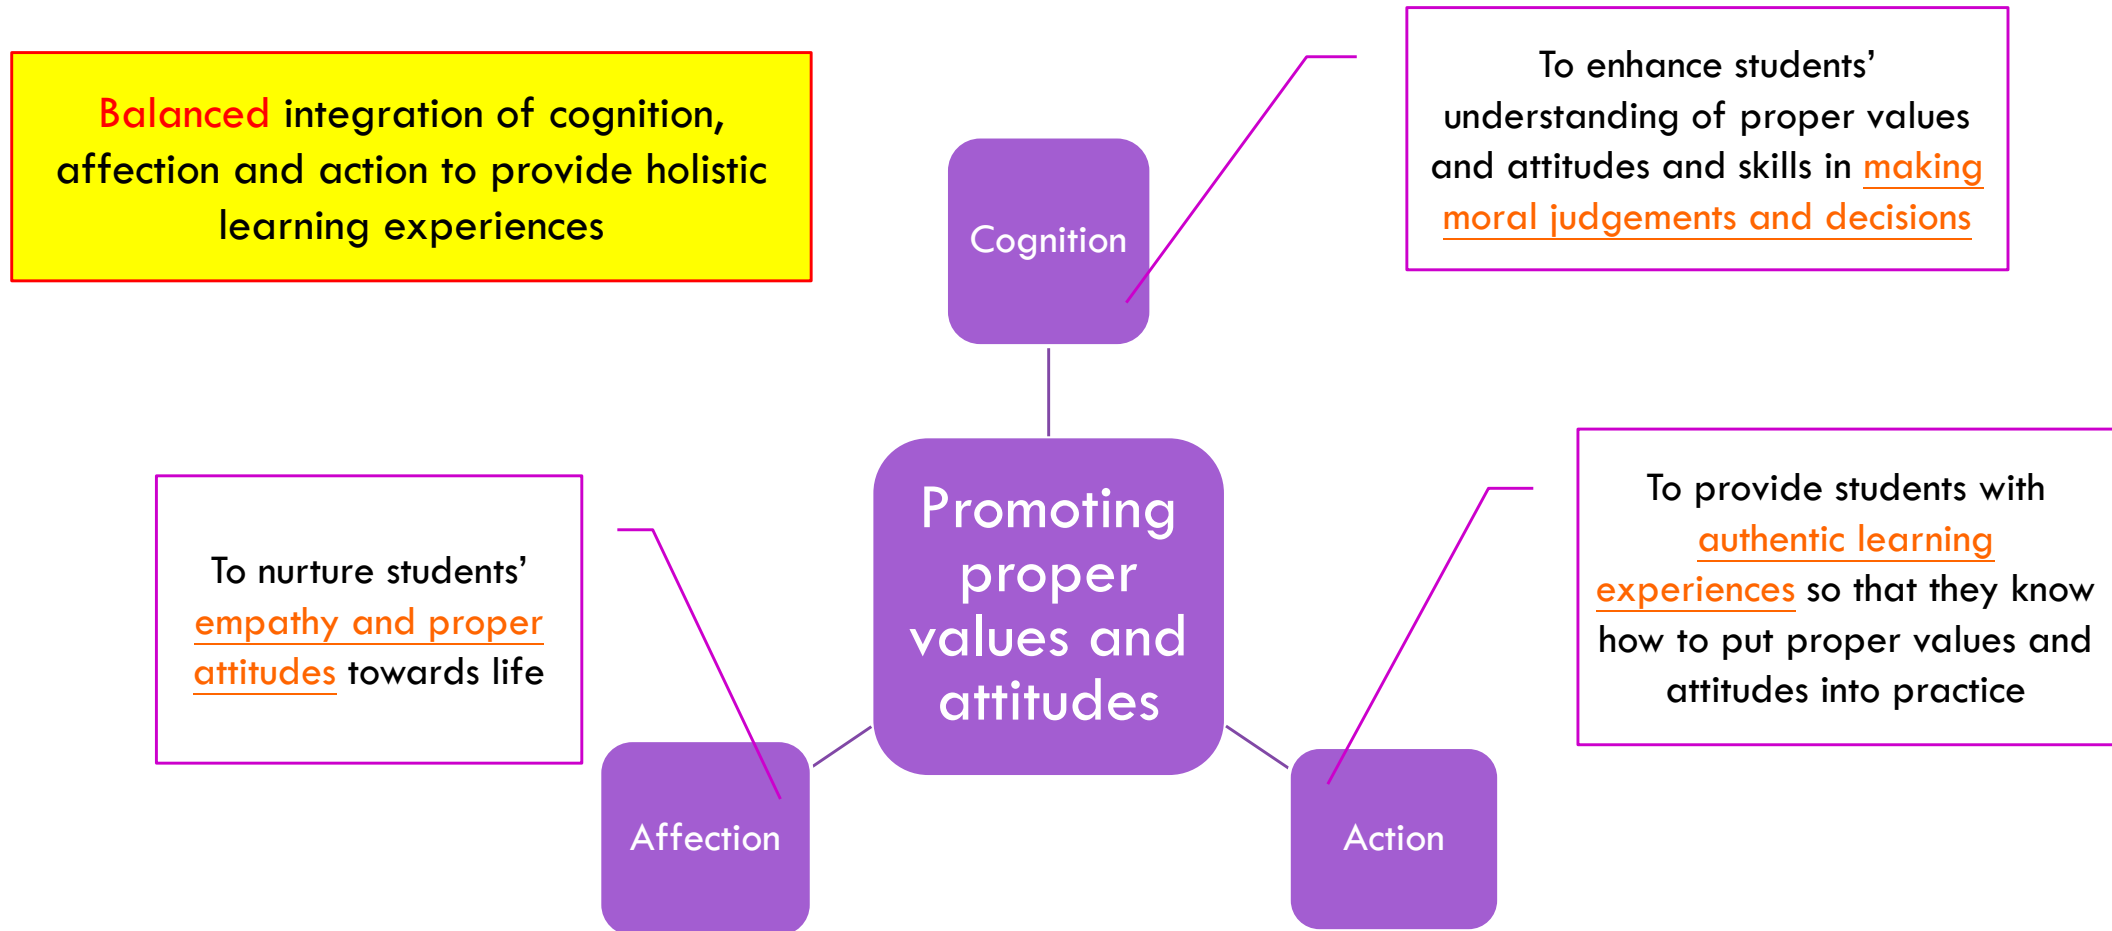 Balanced integration of cognition,
affection and action to provide holistic
learning experiences
To enhance students’
understanding of proper values
and attitudes and skills in making
moral judgements and decisions
Cognition
To nurture students’
empathy and proper
attitudes towards life
Promoting
proper
values and
attitudes
To provide students with
authentic learning
experiences so that they know
how to put proper values and
attitudes into practice
Affection
Action